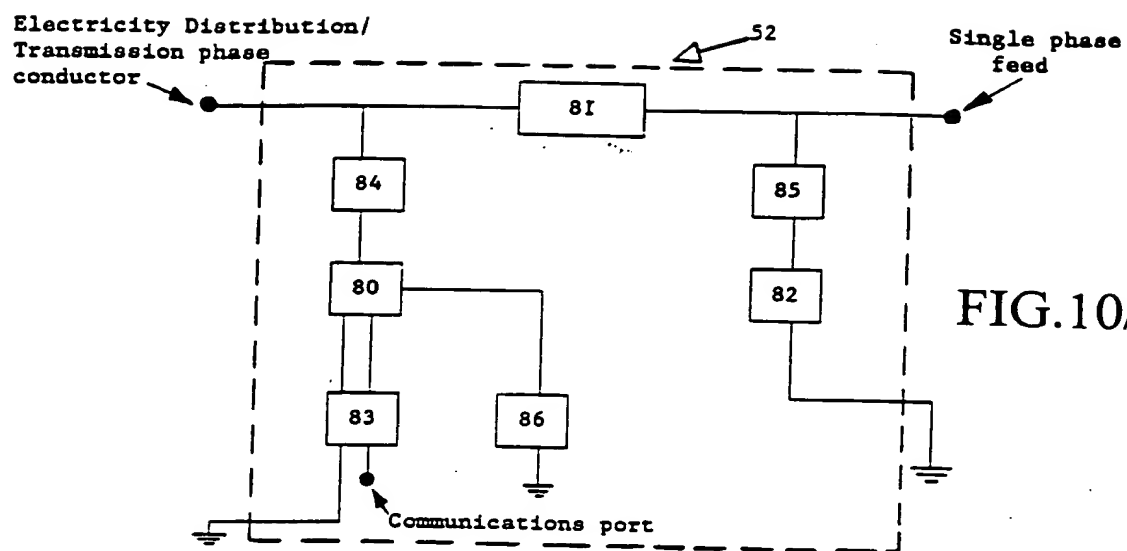 Electricity Distribution/
Transmission phase
conductor
52
Single phase
feed
81
84
85
80
82
FIG.10
83
86
Communications port